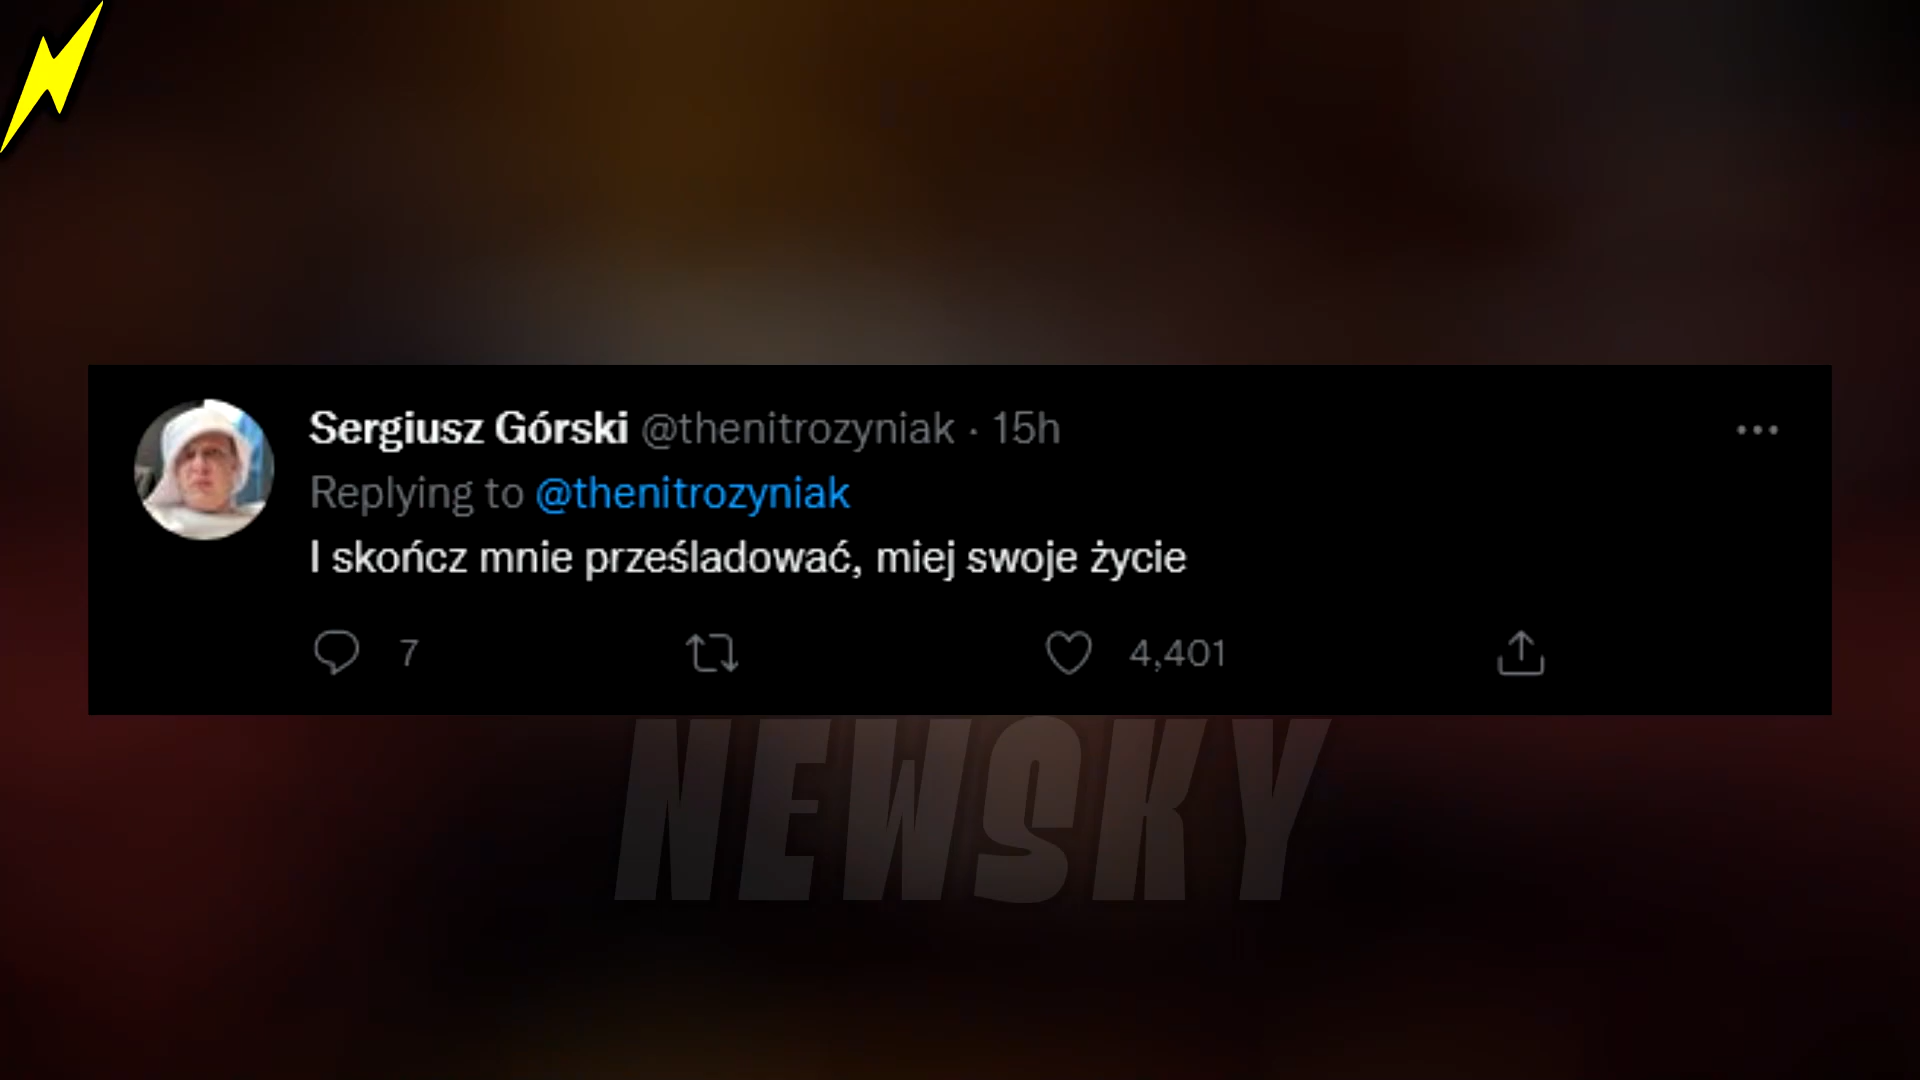 Sergiusz Górski @thenitrozyniak · 15h
Replying to @thenitrozyniak
I skończ mnie prześladować, miej swoje życie
7
4,401
NEWSKY